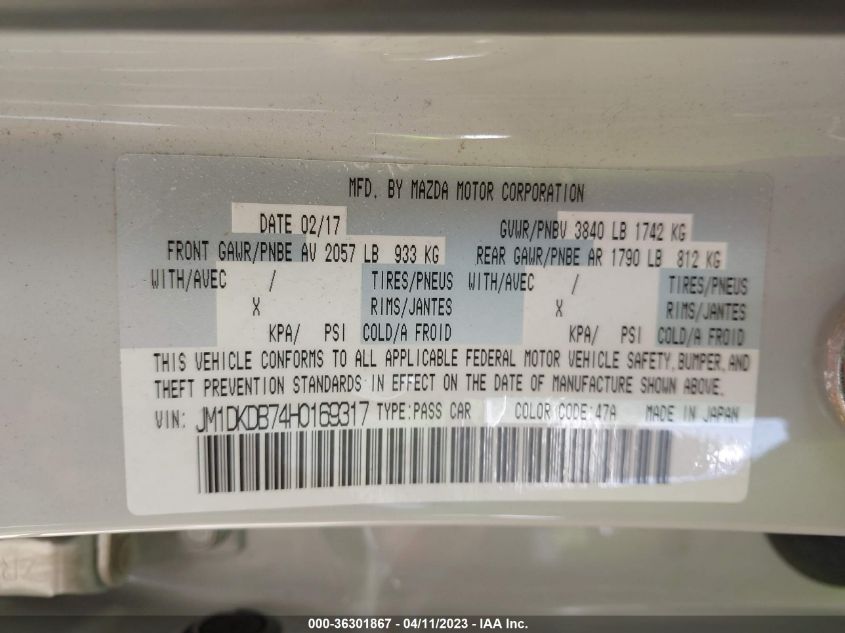 MFD. BY MAZDA MOTOR CORPORATION
DATE 02/17 GVWR/PNBV 3840 LB 1742 KG
FRONT GAWR/PNBE AV 2057 LB 933 KG REAR GAWR/PNBE AR 1790 LB 812 KG
WITH/AVEC / TIRES/PNEUS WITH/AVEC / TIRES/PNEUS
X RIMS/JANTES X RIMS/JANTES
KPA/ PSI COLD/A FROID KPA/ PSI COLD/A FROID
THIS VEHICLE CONFORMS TO ALL APPLICABLE FEDERAL MOTOR VEHICLE SAFETY,BUMPER,AND
THEFT PREVENTION STANDARDS IN EFFECT ON THE DATE OF MANUFACTURE SHOWN ABOVE.
VIN: JM1DKDB74H0169317 TYPE:PASS CAR COLOR CODE:47A MADE IN JAPAN
000-36301867 - 04/11/2023 - IAA Inc.